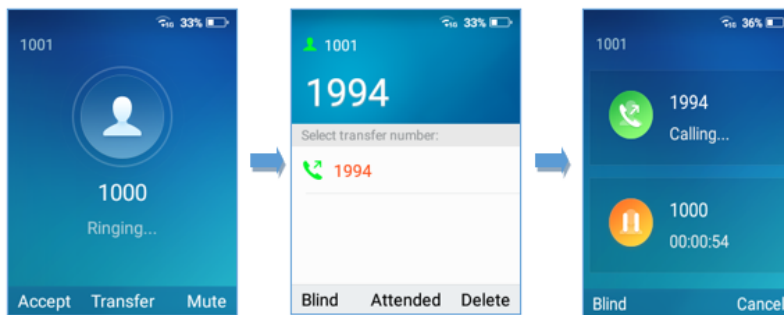 33%
1001
1000
Ringing...
Accept Transfer Mute
33%
1001
1994
Select transfer number:
1994
Blind Attended Delete
36%
1001
1994
Calling...
1000
00:00:54
Blind Cancel